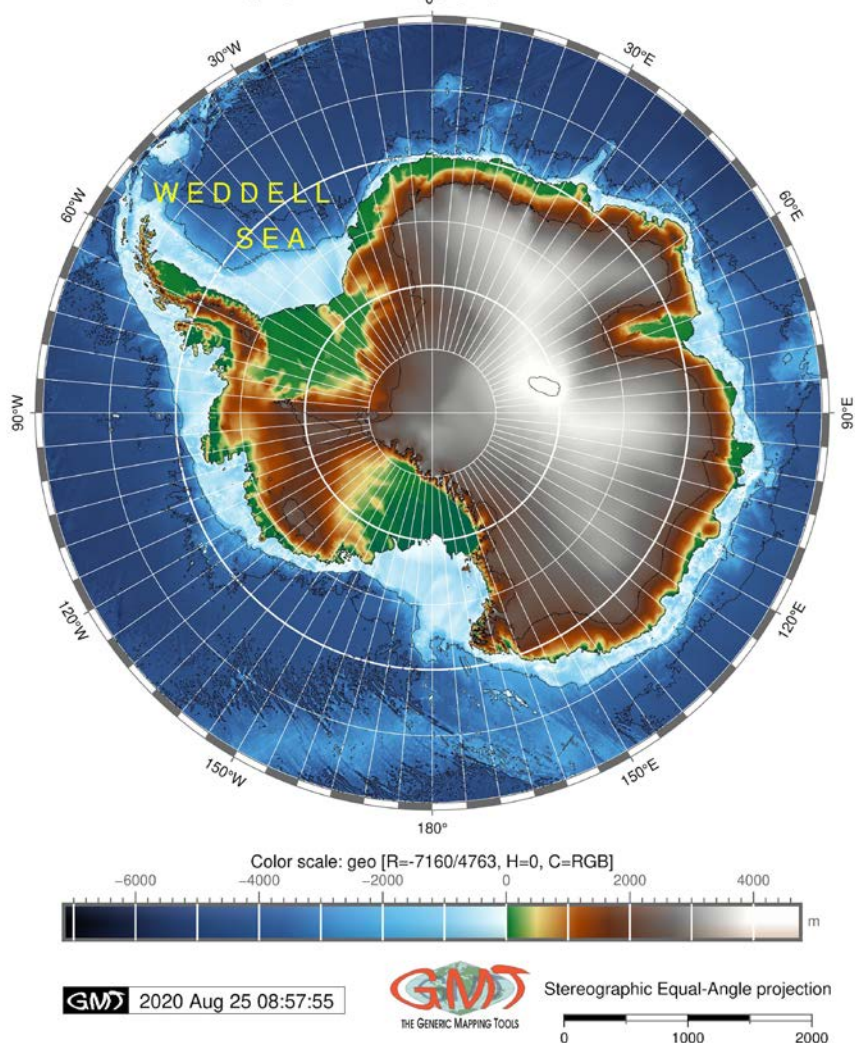 30°W
30°E
60°W
60°E
WEDDELL
SEA
90°W
90°E
120°W
120°E
150°W
150°E
180°
Color scale: geo [R=-7160/4763, H=0, C=RGB]
−6000 −4000 −2000 0 2000 4000
m
GMT 2020 Aug 25 08:57:55
GMT
THE GENERIC MAPPING TOOLS
Stereographic Equal-Angle projection
0 1000 2000